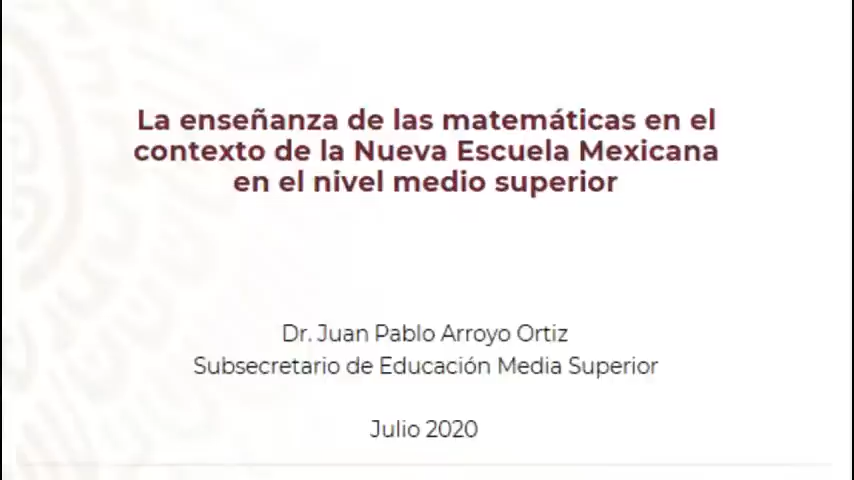 La enseñanza de las matemáticas en el
contexto de la Nueva Escuela Mexicana
en el nivel medio superior
Dr. Juan Pablo Arroyo Ortiz
Subsecretario de Educación Media Superior
Julio 2020